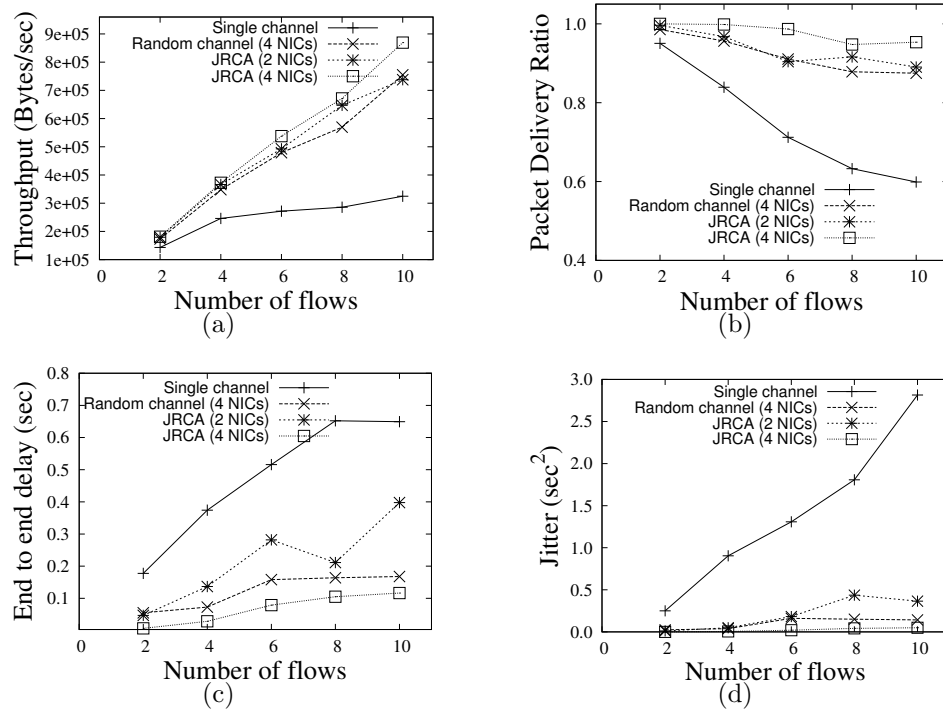 9e+05
8e+05
7e+05
6e+05
5e+05
4e+05
3e+05
2e+05
1e+05
Throughput (Bytes/sec)
Single channel
Random channel (4 NICs)
JRCA (2 NICs)
JRCA (4 NICs)
0 2 4 6 8 10
Number of flows
(a)
1.0
0.8
0.6
0.4
Packet Delivery Ratio
Single channel
Random channel (4 NICs)
JRCA (2 NICs)
JRCA (4 NICs)
0 2 4 6 8 10
Number of flows
(b)
0.8
0.7
0.6
0.5
0.4
0.3
0.2
0.1
End to end delay (sec)
Single channel
Random channel (4 NICs)
JRCA (2 NICs)
JRCA (4 NICs)
0 2 4 6 8 10
Number of flows
(c)
3.0
2.5
2.0
1.5
1.0
0.5
0.0
Jitter (sec²)
Single channel
Random channel (4 NICs)
JRCA (2 NICs)
JRCA (4 NICs)
0 2 4 6 8 10
Number of flows
(d)